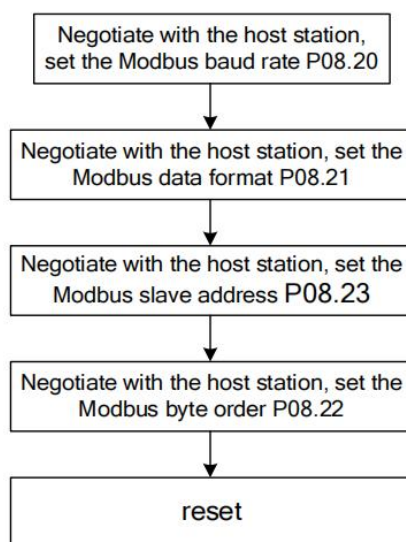 Negotiate with the host station,
set the Modbus baud rate P08.20
Negotiate with the host station, set the
Modbus data format P08.21
Negotiate with the host station, set the
Modbus slave address P08.23
Negotiate with the host station, set the
Modbus byte order P08.22
reset